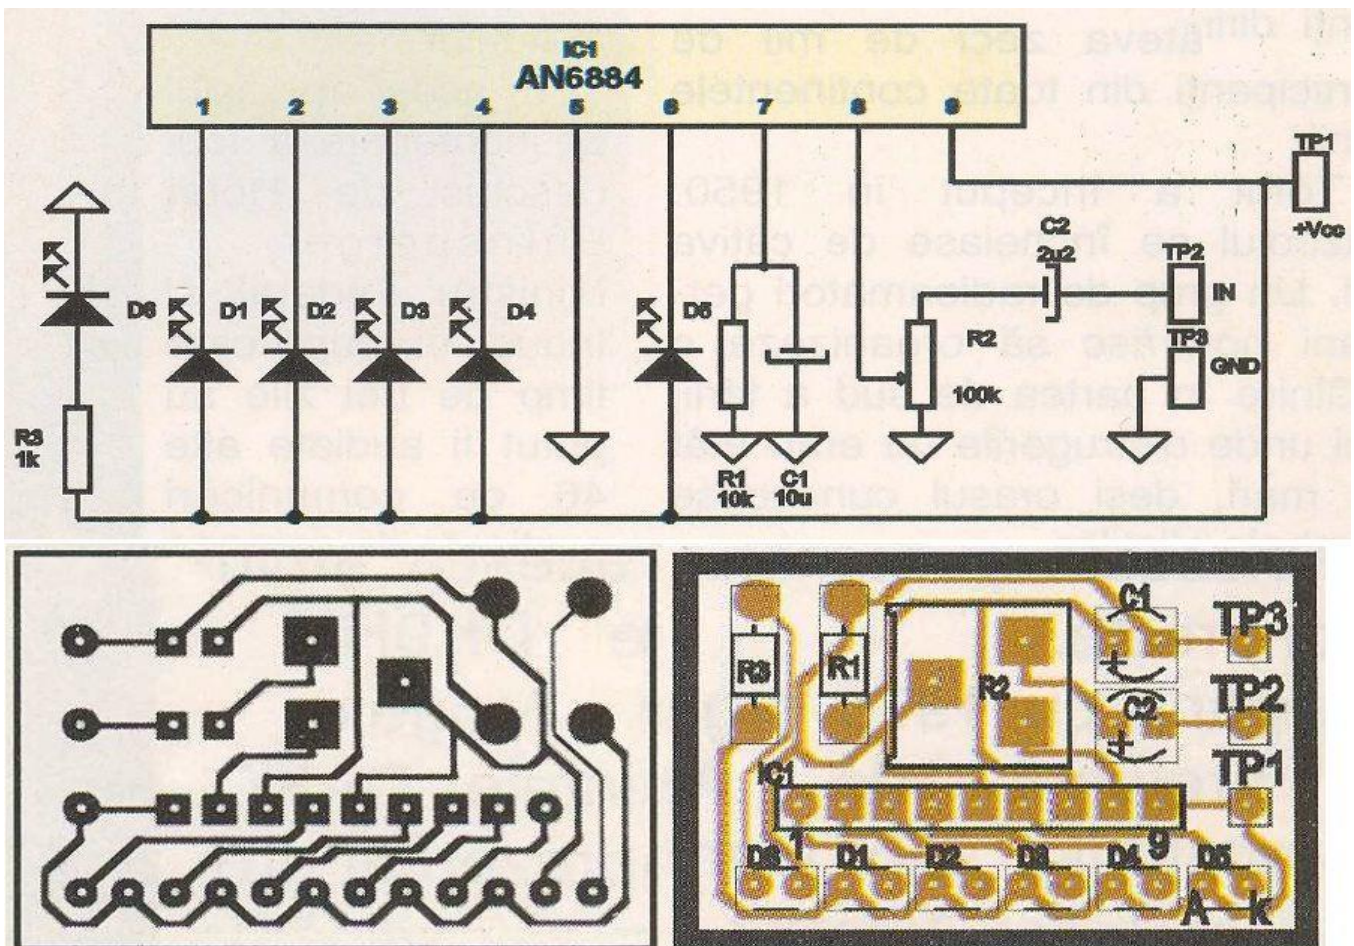 IC1
AN6884
1 2 3 4 5 6 7 8 9
TP1
+Vcc
C2
2u2
TP2
IN
TP3
GND
D6 D1 D2 D3 D4 D5
R2
100k
R3
1k
R1
10k
C1
10u
C1
TP3
R3 R1 R2
C2
TP2
IC1
TP1
1 9
D6 D1 D2 D3 D4 D5
A k